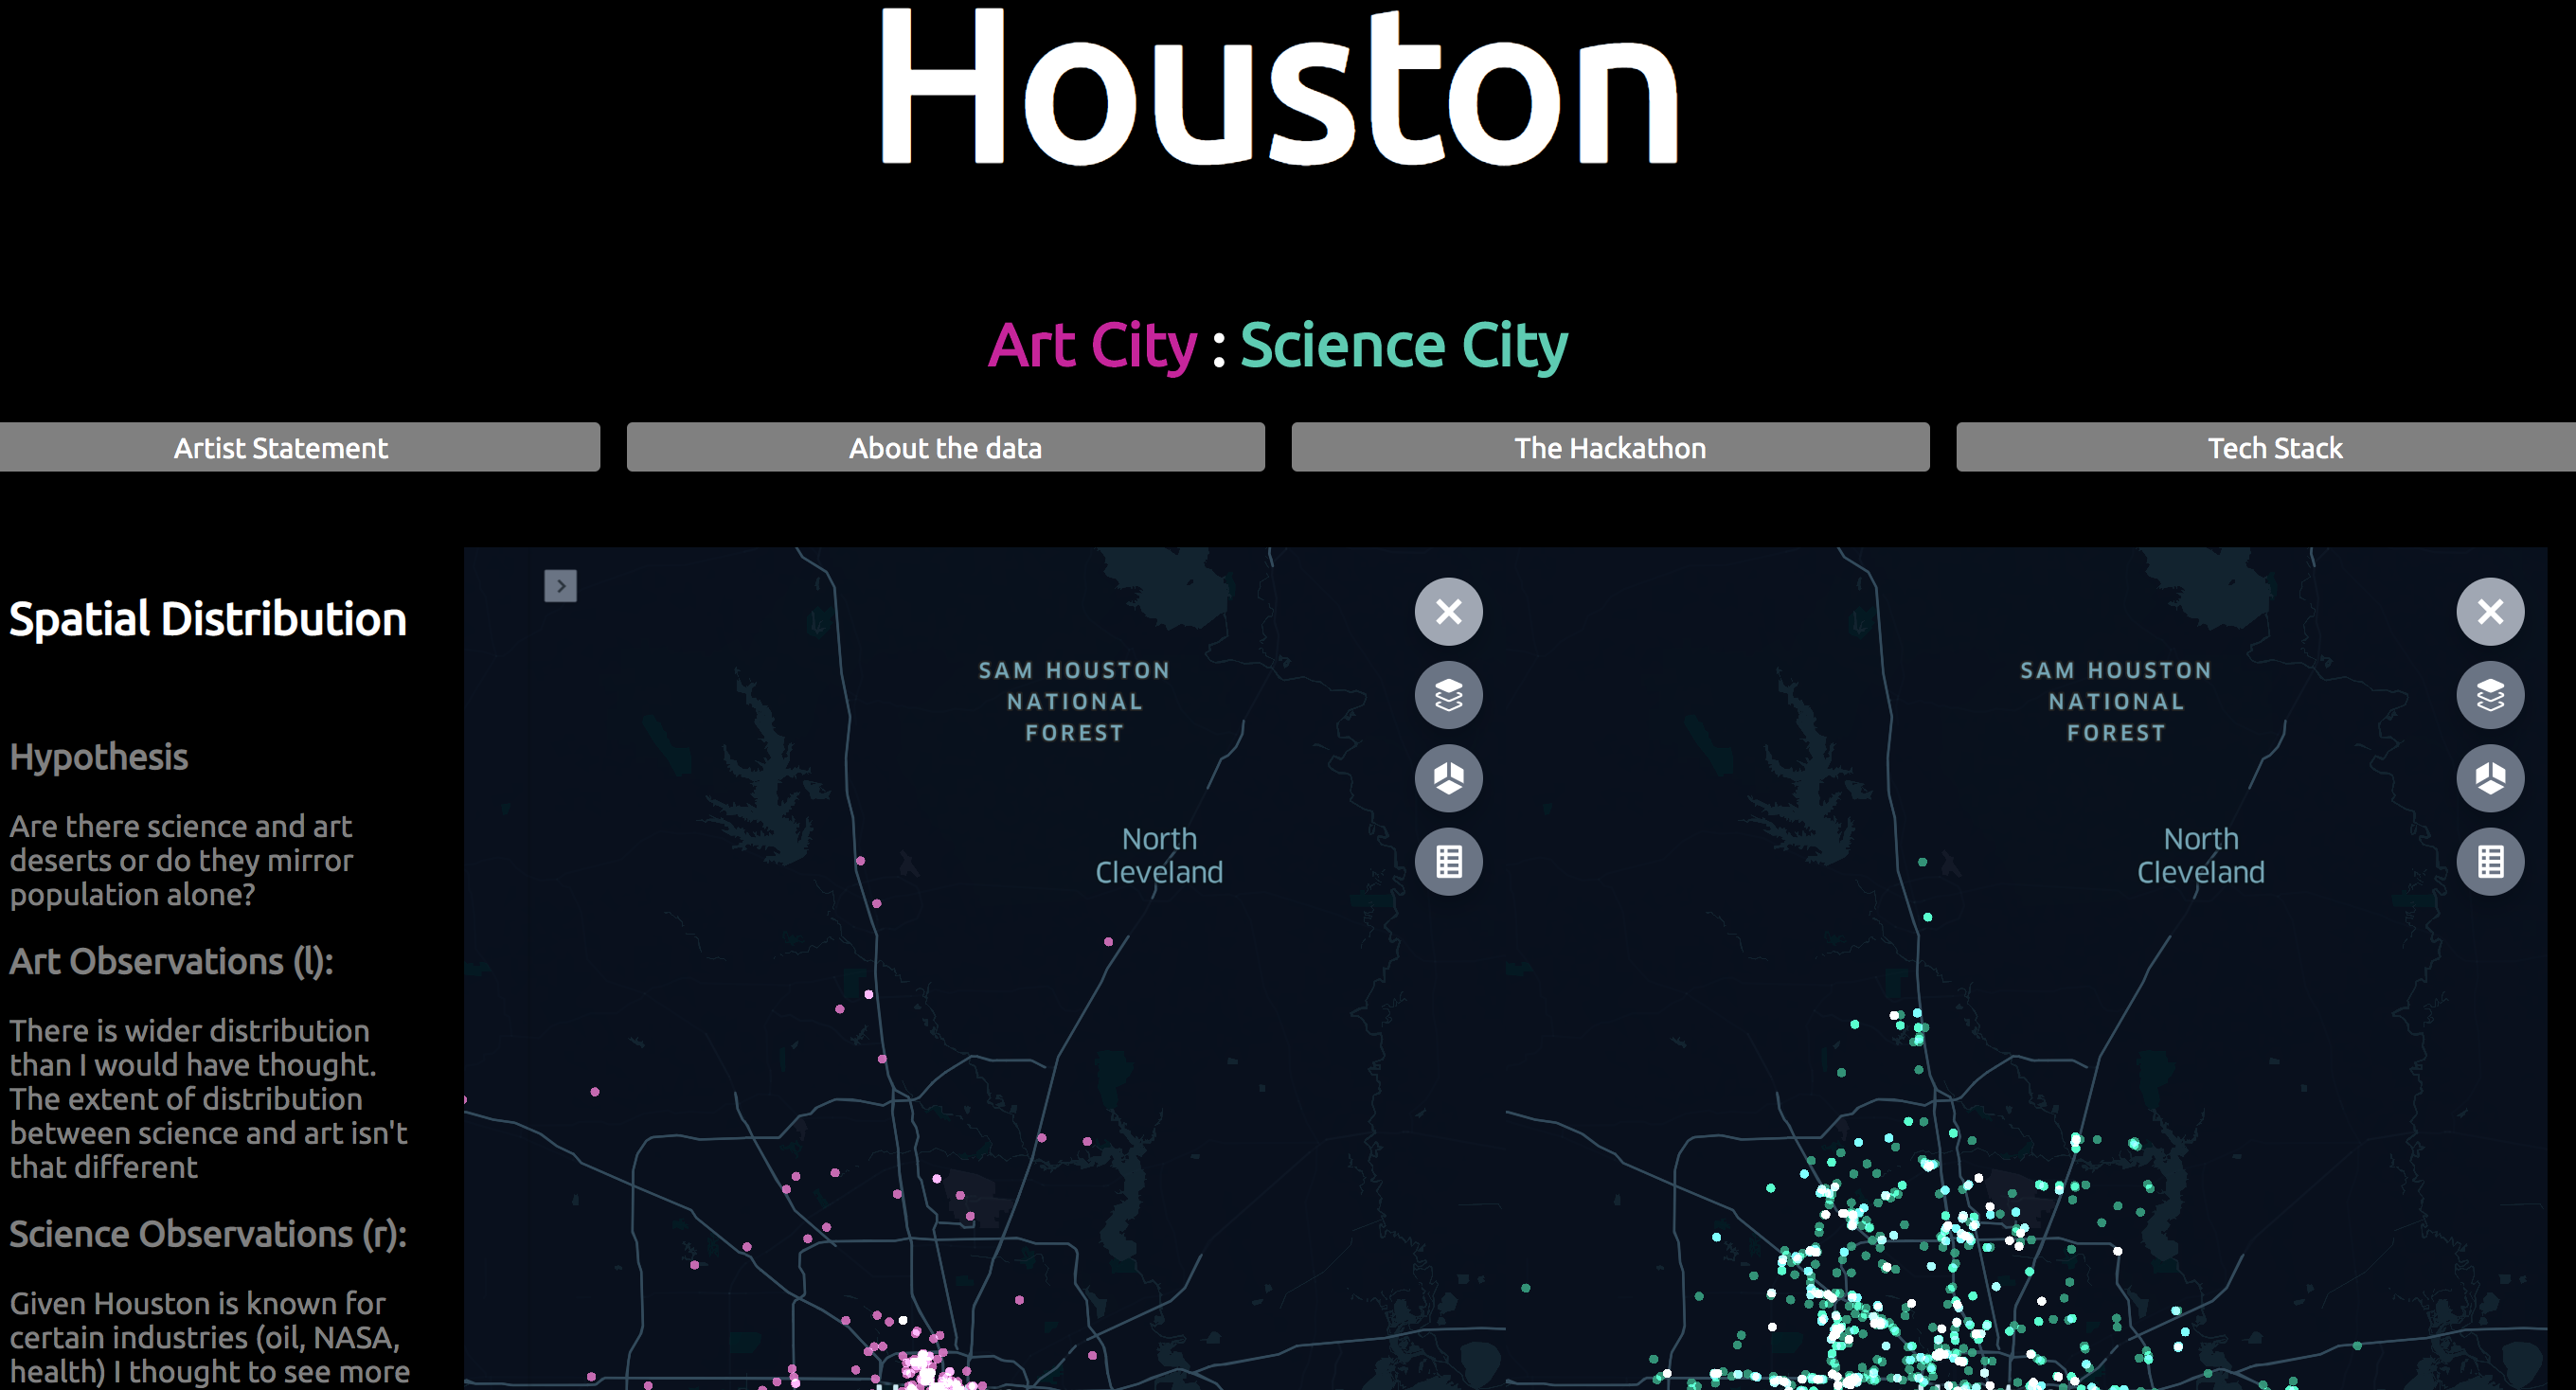 Houston
Art City : Science City
Artist Statement
About the data
The Hackathon
Tech Stack
Spatial Distribution
Hypothesis
Are there science and art
deserts or do they mirror
population alone?
Art Observations (l):
There is wider distribution
than I would have thought.
The extent of distribution
between science and art isn't
that different
Science Observations (r):
Given Houston is known for
certain industries (oil, NASA,
health) I thought to see more
SAM HOUSTON
NATIONAL
FOREST
North
Cleveland
SAM HOUSTON
NATIONAL
FOREST
North
Cleveland